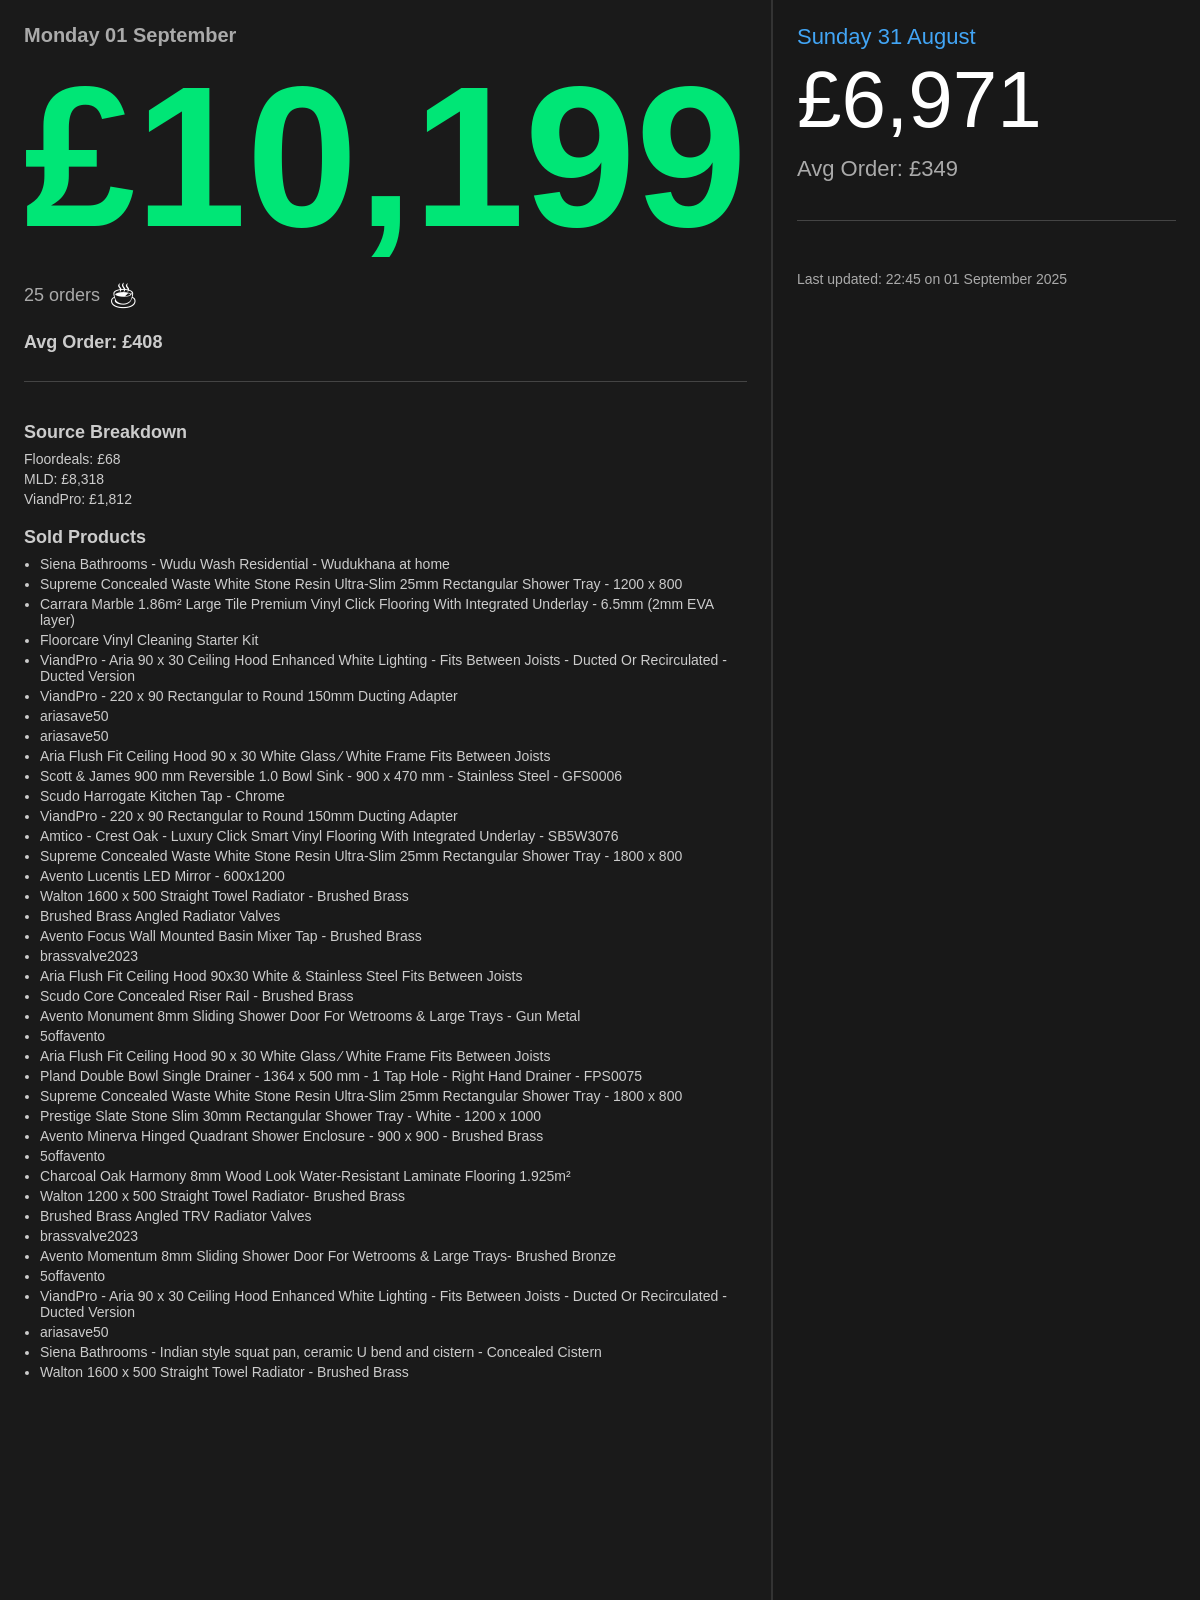 Monday 01 September
£10,199
25 orders ☕
Avg Order: £408
Source Breakdown
Floordeals: £68
MLD: £8,318
ViandPro: £1,812
Sold Products
• Siena Bathrooms - Wudu Wash Residential - Wudukhana at home
• Supreme Concealed Waste White Stone Resin Ultra-Slim 25mm Rectangular Shower Tray - 1200 x 800
• Carrara Marble 1.86m² Large Tile Premium Vinyl Click Flooring With Integrated Underlay - 6.5mm (2mm EVA
layer)
• Floorcare Vinyl Cleaning Starter Kit
• ViandPro - Aria 90 x 30 Ceiling Hood Enhanced White Lighting - Fits Between Joists - Ducted Or Recirculated -
Ducted Version
• ViandPro - 220 x 90 Rectangular to Round 150mm Ducting Adapter
• ariasave50
• ariasave50
• Aria Flush Fit Ceiling Hood 90 x 30 White Glass ⁄ White Frame Fits Between Joists
• Scott & James 900 mm Reversible 1.0 Bowl Sink - 900 x 470 mm - Stainless Steel - GFS0006
• Scudo Harrogate Kitchen Tap - Chrome
• ViandPro - 220 x 90 Rectangular to Round 150mm Ducting Adapter
• Amtico - Crest Oak - Luxury Click Smart Vinyl Flooring With Integrated Underlay - SB5W3076
• Supreme Concealed Waste White Stone Resin Ultra-Slim 25mm Rectangular Shower Tray - 1800 x 800
• Avento Lucentis LED Mirror - 600x1200
• Walton 1600 x 500 Straight Towel Radiator - Brushed Brass
• Brushed Brass Angled Radiator Valves
• Avento Focus Wall Mounted Basin Mixer Tap - Brushed Brass
• brassvalve2023
• Aria Flush Fit Ceiling Hood 90x30 White & Stainless Steel Fits Between Joists
• Scudo Core Concealed Riser Rail - Brushed Brass
• Avento Monument 8mm Sliding Shower Door For Wetrooms & Large Trays - Gun Metal
• 5offavento
• Aria Flush Fit Ceiling Hood 90 x 30 White Glass ⁄ White Frame Fits Between Joists
• Pland Double Bowl Single Drainer - 1364 x 500 mm - 1 Tap Hole - Right Hand Drainer - FPS0075
• Supreme Concealed Waste White Stone Resin Ultra-Slim 25mm Rectangular Shower Tray - 1800 x 800
• Prestige Slate Stone Slim 30mm Rectangular Shower Tray - White - 1200 x 1000
• Avento Minerva Hinged Quadrant Shower Enclosure - 900 x 900 - Brushed Brass
• 5offavento
• Charcoal Oak Harmony 8mm Wood Look Water-Resistant Laminate Flooring 1.925m²
• Walton 1200 x 500 Straight Towel Radiator- Brushed Brass
• Brushed Brass Angled TRV Radiator Valves
• brassvalve2023
• Avento Momentum 8mm Sliding Shower Door For Wetrooms & Large Trays- Brushed Bronze
• 5offavento
• ViandPro - Aria 90 x 30 Ceiling Hood Enhanced White Lighting - Fits Between Joists - Ducted Or Recirculated -
Ducted Version
• ariasave50
• Siena Bathrooms - Indian style squat pan, ceramic U bend and cistern - Concealed Cistern
• Walton 1600 x 500 Straight Towel Radiator - Brushed Brass
Sunday 31 August
£6,971
Avg Order: £349
Last updated: 22:45 on 01 September 2025